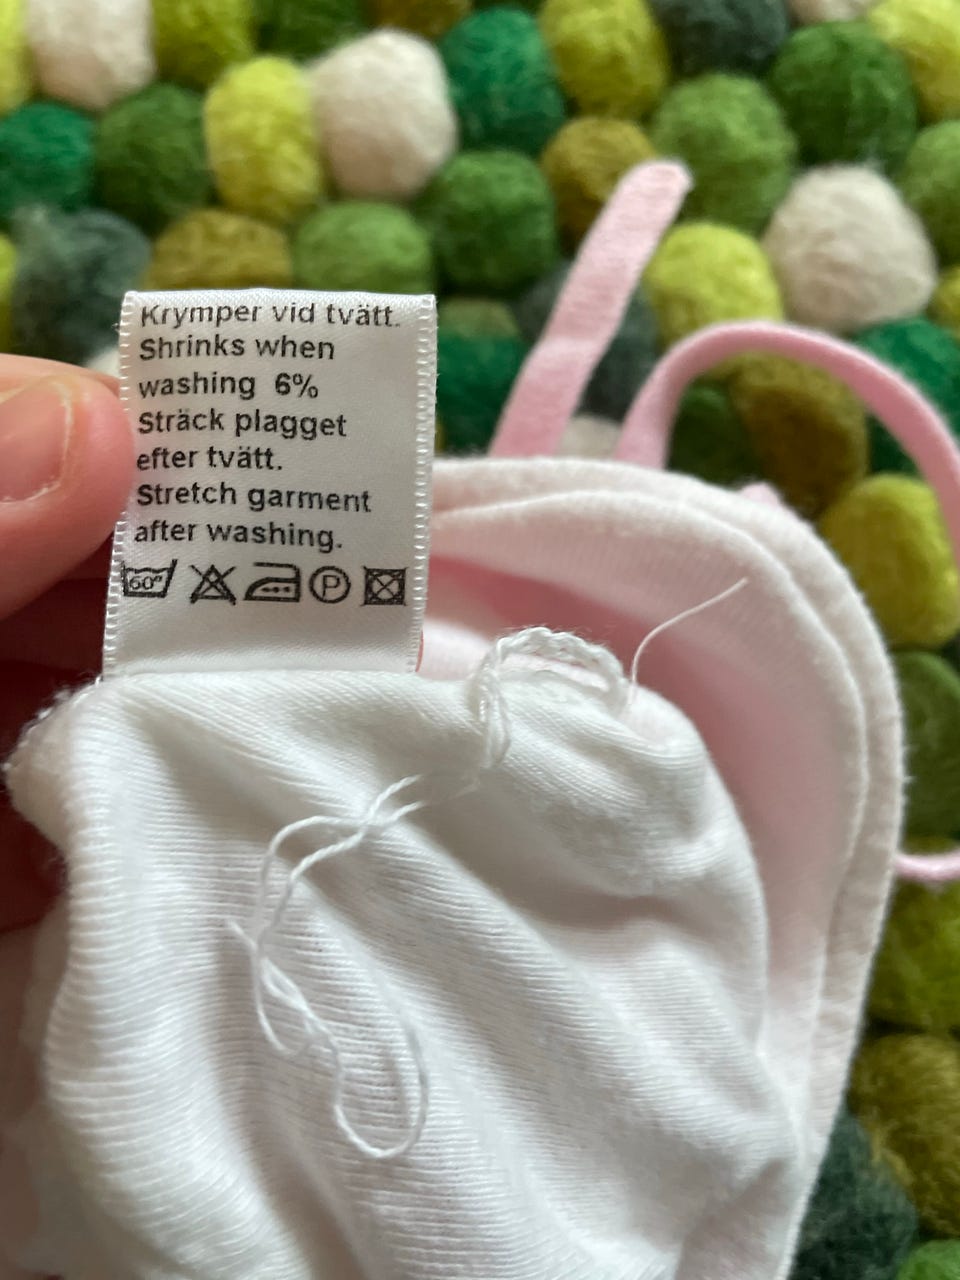 Krymper vid tvätt.
Shrinks when
washing 6%
Sträck plagget
efter tvätt.
Stretch garment
after washing.
60° P